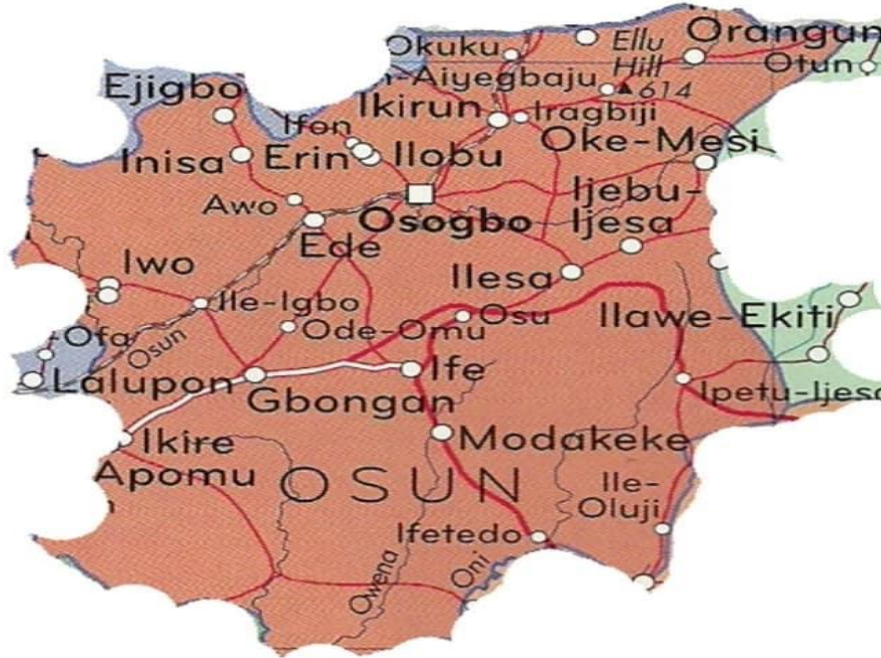 Orangun
Okuku
Ellu
Hill
Otun
-Aiyegbaju
614
Ejigbo
Ikirun
Iragbiji
Ifon
Inisa
Erin
Ilobu
Oke-Mesi
Awo
Osogbo
Ijebu-
Ijesa
Ede
Iwo
Ilesa
Ile-Igbo
Osu
Ilawe-Ekiti
-Ofa
Osun
Ode-Omu
Lalupon
Gbongan
Ife
Ipetu-Ijesa
Ikire
Modakeke
Apomu
OSUN
Ile-
Oluji
Ifetedo
Owena
Oni